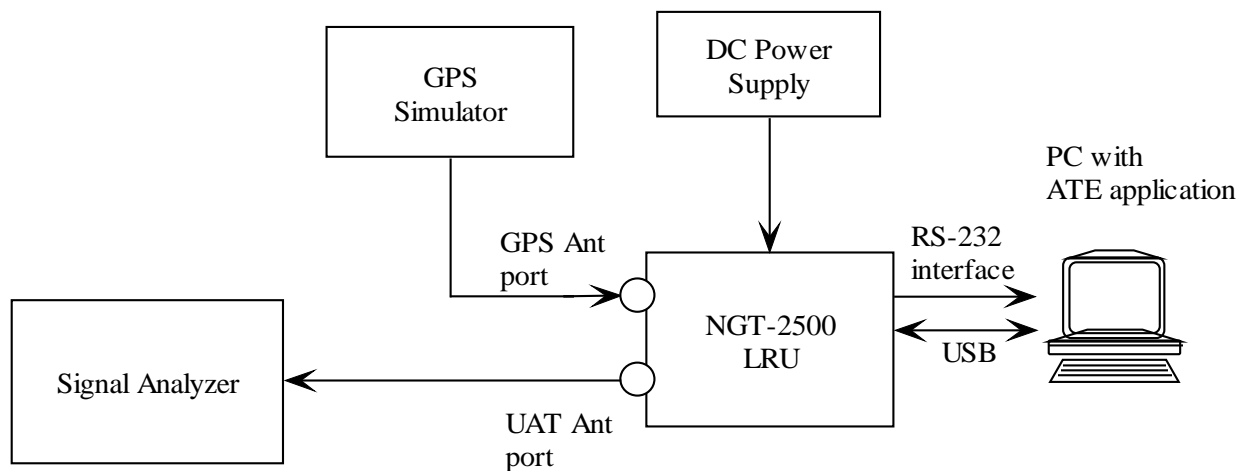 GPS
Simulator
DC Power
Supply
PC with
ATE application
GPS Ant
port
RS-232
interface
NGT-2500
LRU
USB
Signal Analyzer
UAT Ant
port